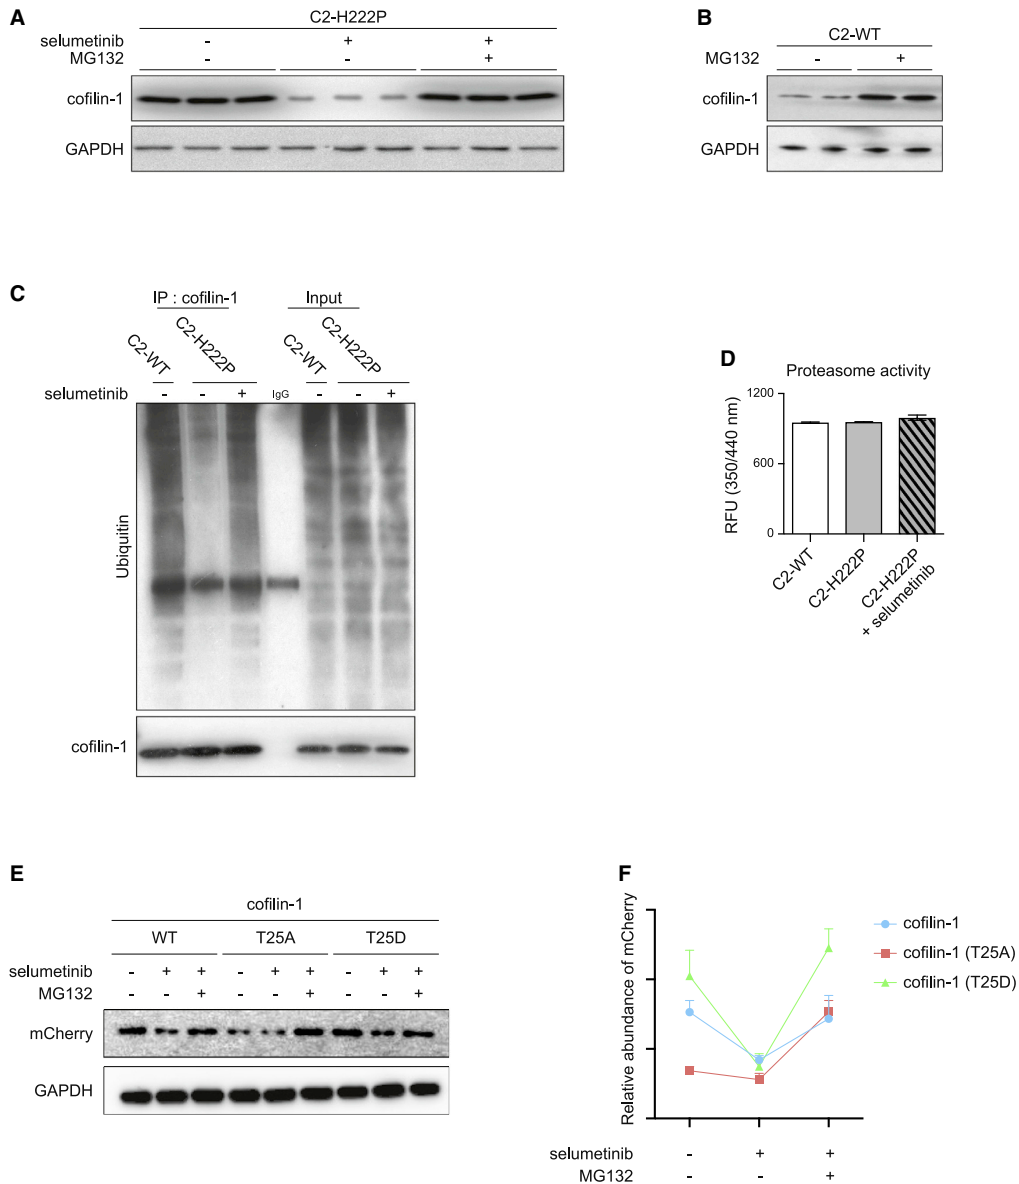 A
C2-H222P
selumetinib - + +
MG132 - - +
cofilin-1
GAPDH
B
C2-WT
MG132 - +
cofilin-1
GAPDH
C
IP : cofilin-1 Input
C2-WT C2-H222P C2-WT C2-H222P
selumetinib - - + IgG - - +
Ubiquitin
cofilin-1
D
Proteasome activity
RFU (350/440 nm)
1200
600
0
C2-WT
C2-H222P
C2-H222P
+ selumetinib
E
cofilin-1
WT T25A T25D
selumetinib - + + - + + - + +
MG132 - - + - - + - - +
mCherry
GAPDH
F
Relative abundance of mCherry
cofilin-1
cofilin-1 (T25A)
cofilin-1 (T25D)
selumetinib - + +
MG132 - - +